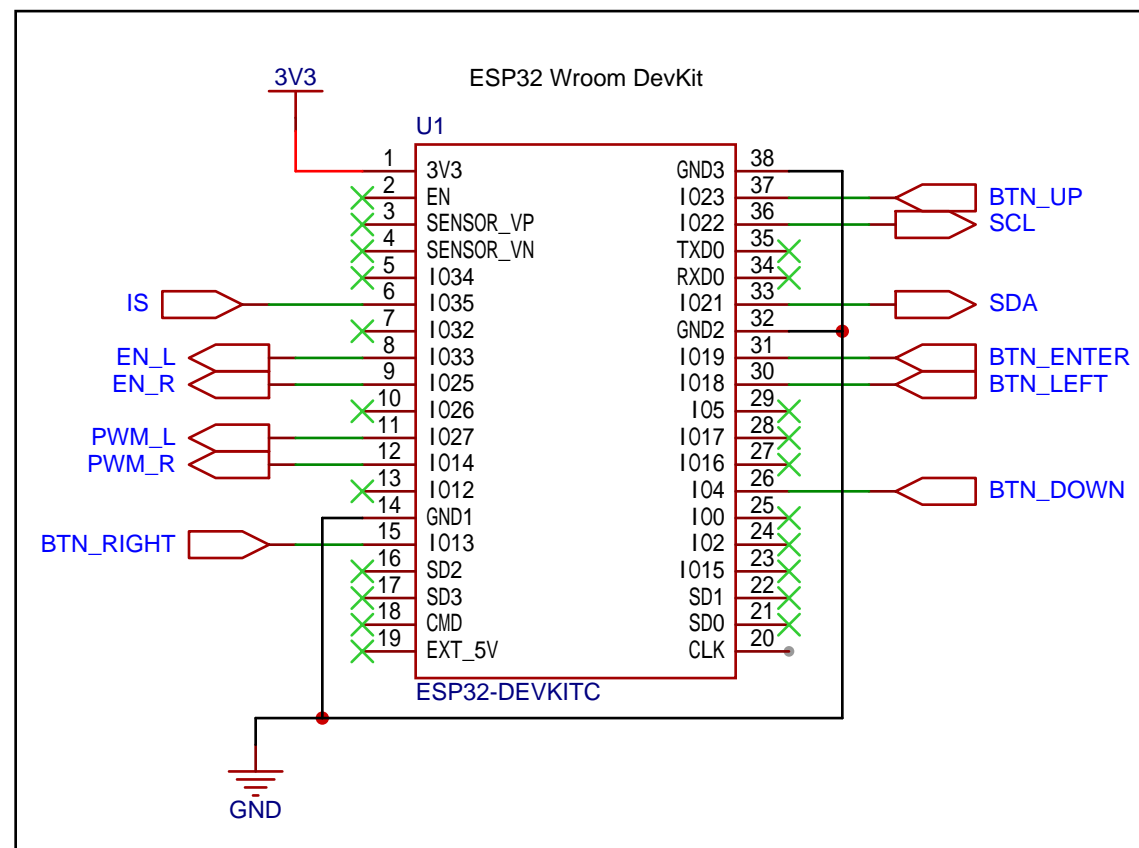 ESP32 Wroom DevKit
3V3
U1
1 3V3 GND3 38
2 EN IO23 37 BTN_UP
3 SENSOR_VP IO22 36 SCL
4 SENSOR_VN TXD0 35
5 IO34 RXD0 34
IS 6 IO35 IO21 33 SDA
7 IO32 GND2 32
EN_L 8 IO33 IO19 31 BTN_ENTER
EN_R 9 IO25 IO18 30 BTN_LEFT
10 IO26 IO5 29
PWM_L 11 IO27 IO17 28
PWM_R 12 IO14 IO16 27
13 IO12 IO4 26 BTN_DOWN
14 GND1 IO0 25
BTN_RIGHT 15 IO13 IO2 24
16 SD2 IO15 23
17 SD3 SD1 22
18 CMD SD0 21
19 EXT_5V CLK 20
ESP32-DEVKITC
GND